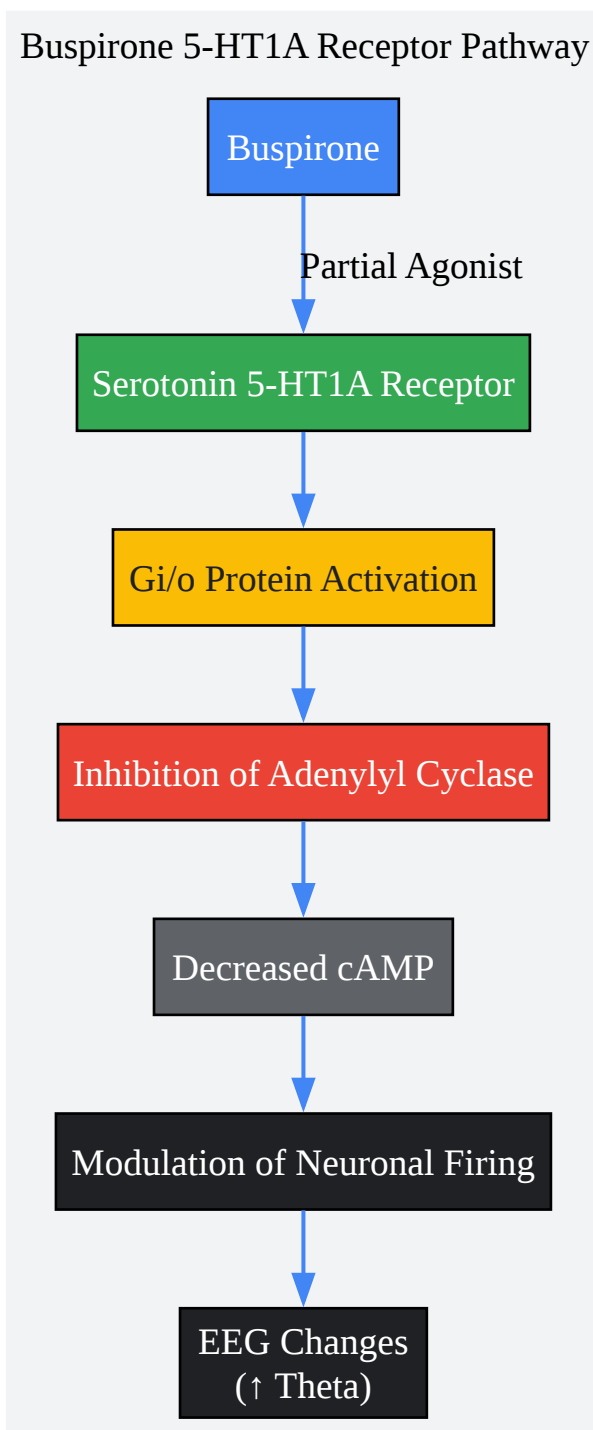 Buspirone 5-HT1A Receptor Pathway
Buspirone
Partial Agonist
Serotonin 5-HT1A Receptor
Gi/o Protein Activation
Inhibition of Adenylyl Cyclase
Decreased cAMP
Modulation of Neuronal Firing
EEG Changes
(↑ Theta)